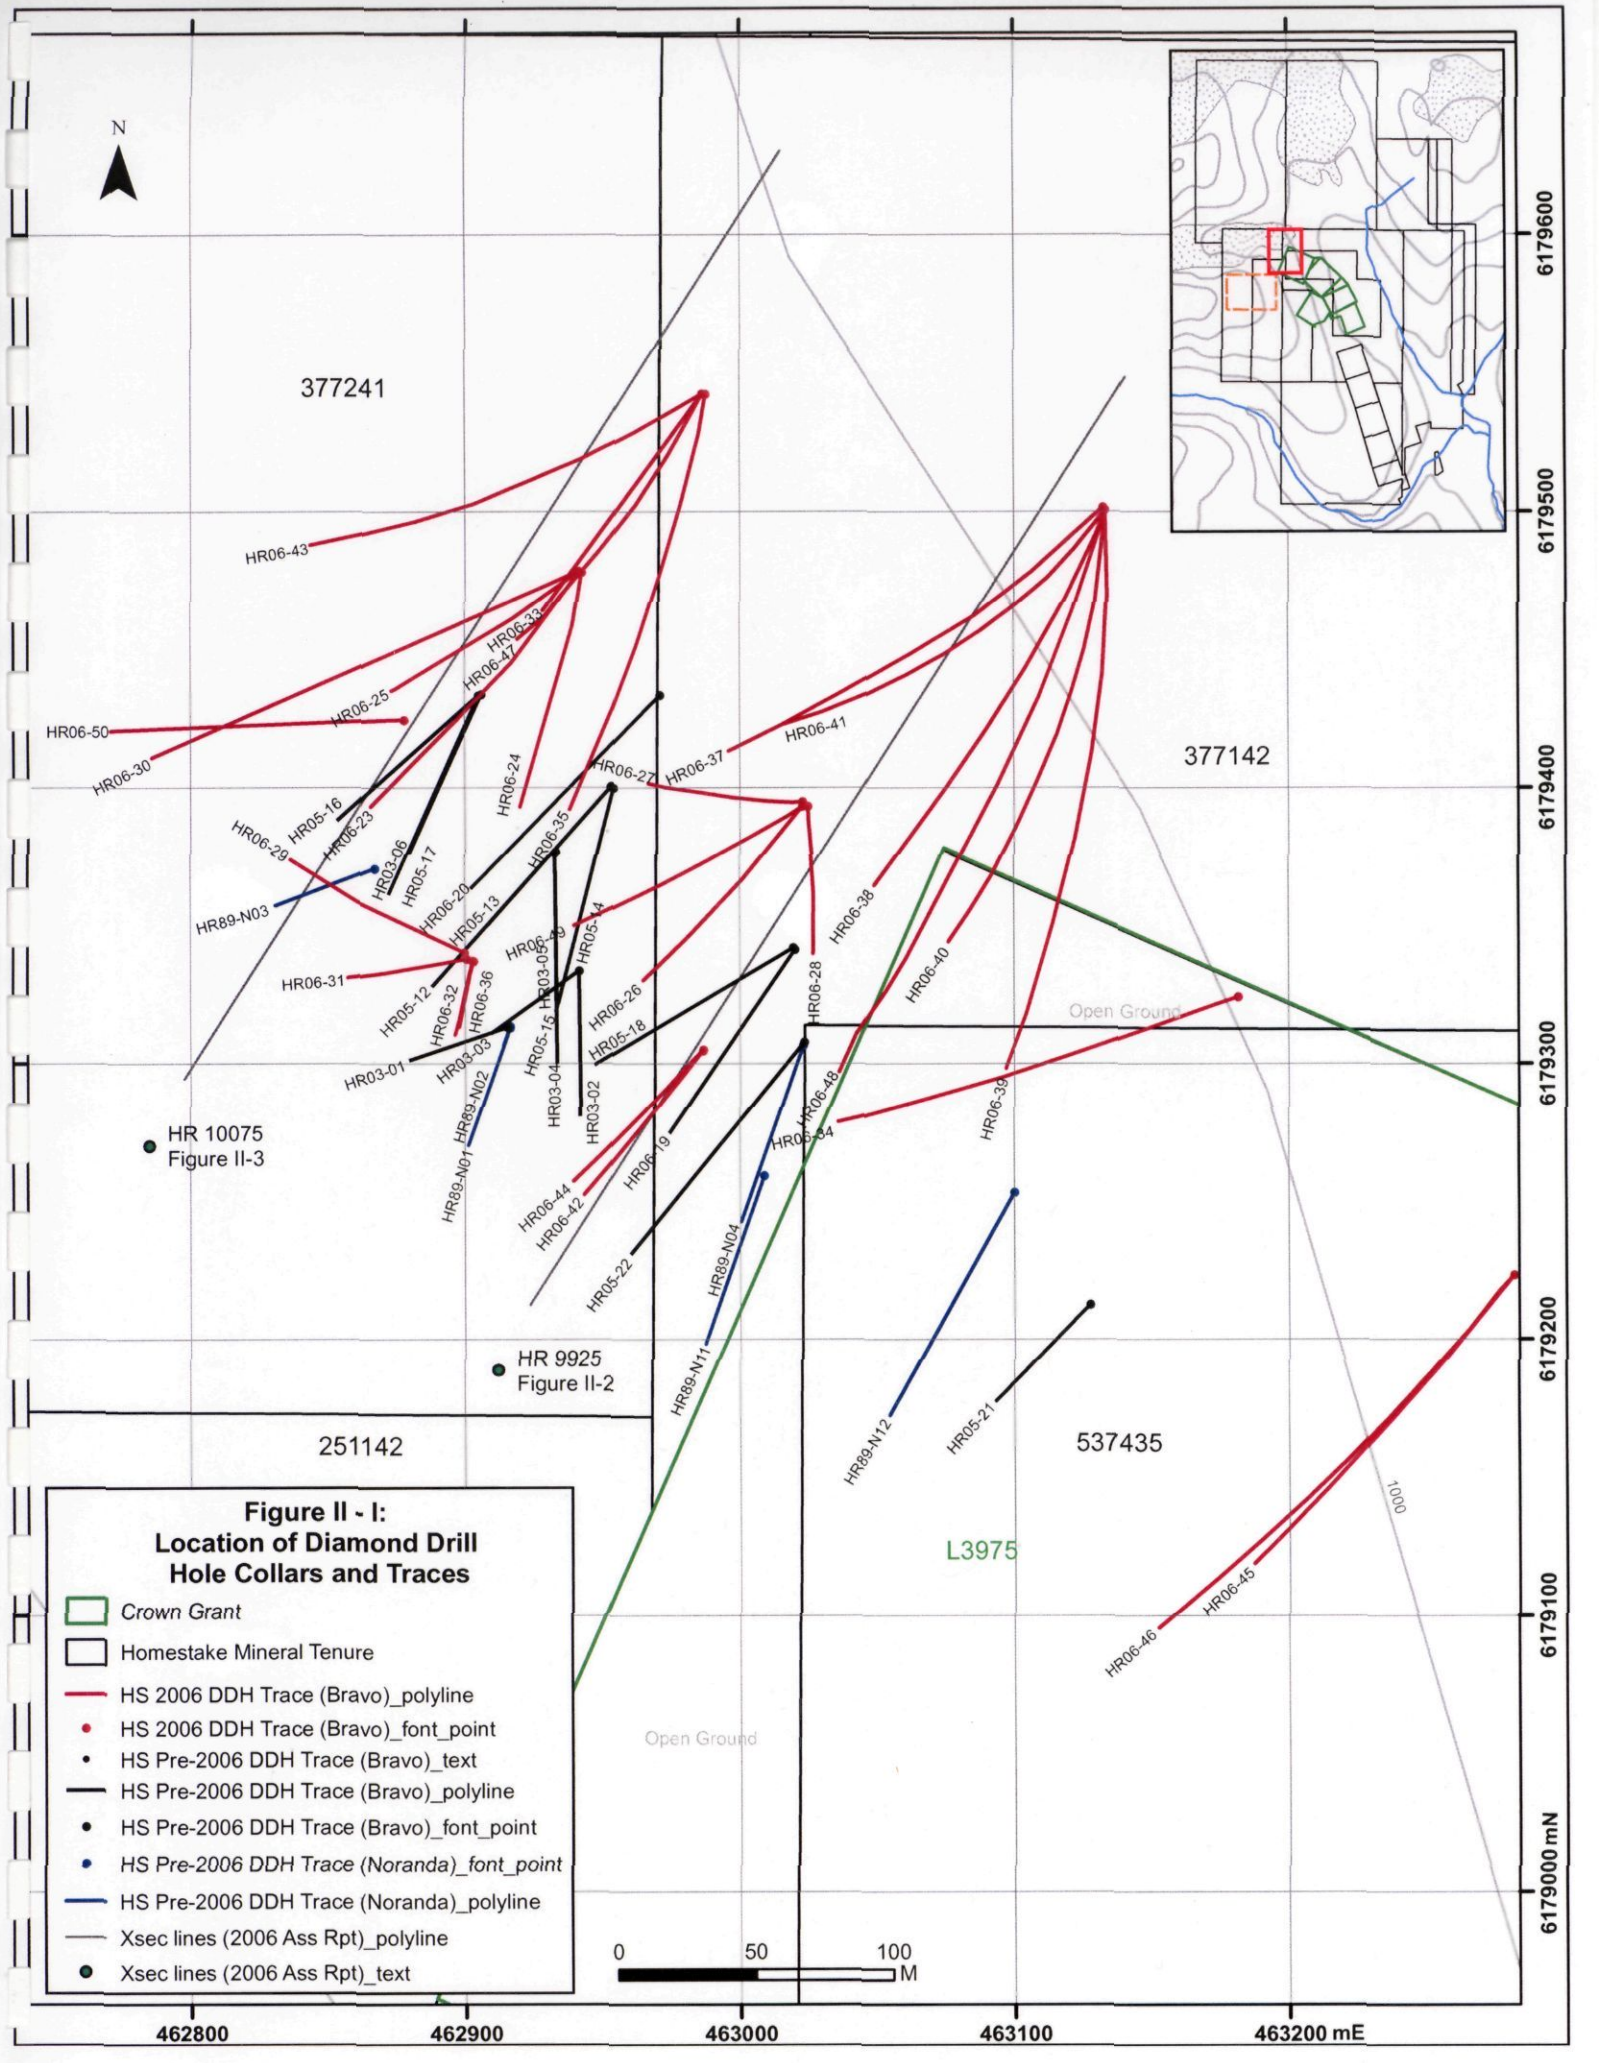 N
377241
6179600
6179500
HR06-43
HR06-33
HR06-47
HR06-25
HR06-50
HR06-30
HR06-41
HR06-37
HR06-27
HR06-24
377142
6179400
HR05-16
HR06-23
HR06-29
HR03-06
HR05-17
HR06-35
HR06-20
HR05-13
HR89-N03
HR06-38
HR06-49
HR05-14
HR03-05
HR06-40
HR06-31
HR05-12
HR06-32
HR06-36
HR06-26
HR06-28
Open Ground
HR03-01
HR03-03
HR05-15
HR05-18
6179300
HR89-N02
HR03-04
HR03-02
HR06-48
HR06-39
HR06-34
HR 10075
Figure II-3
HR89-N01
HR06-19
HR06-44
HR06-42
HR05-22
HR89-N04
HR 9925
Figure II-2
HR89-N11
6179200
HR89-N12
HR05-21
251142
537435
1000
L3975
HR06-45
HR06-46
6179100
Open Ground
6179000 mN
Figure II - I:
Location of Diamond Drill
Hole Collars and Traces
Crown Grant
Homestake Mineral Tenure
HS 2006 DDH Trace (Bravo)_polyline
HS 2006 DDH Trace (Bravo)_font_point
HS Pre-2006 DDH Trace (Bravo)_text
HS Pre-2006 DDH Trace (Bravo)_polyline
HS Pre-2006 DDH Trace (Bravo)_font_point
HS Pre-2006 DDH Trace (Noranda)_font_point
HS Pre-2006 DDH Trace (Noranda)_polyline
Xsec lines (2006 Ass Rpt)_polyline
Xsec lines (2006 Ass Rpt)_text
0 50 100
M
462800 462900 463000 463100 463200 mE